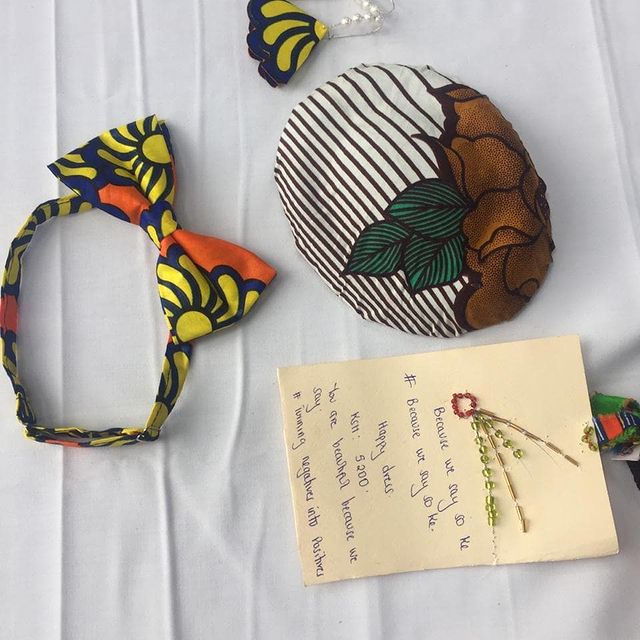 Because we say so Ke
# Because we say so Ke.
Happy dress
Ksh: 5200.
You are beautiful because we
say
# Turning negatives into Positives